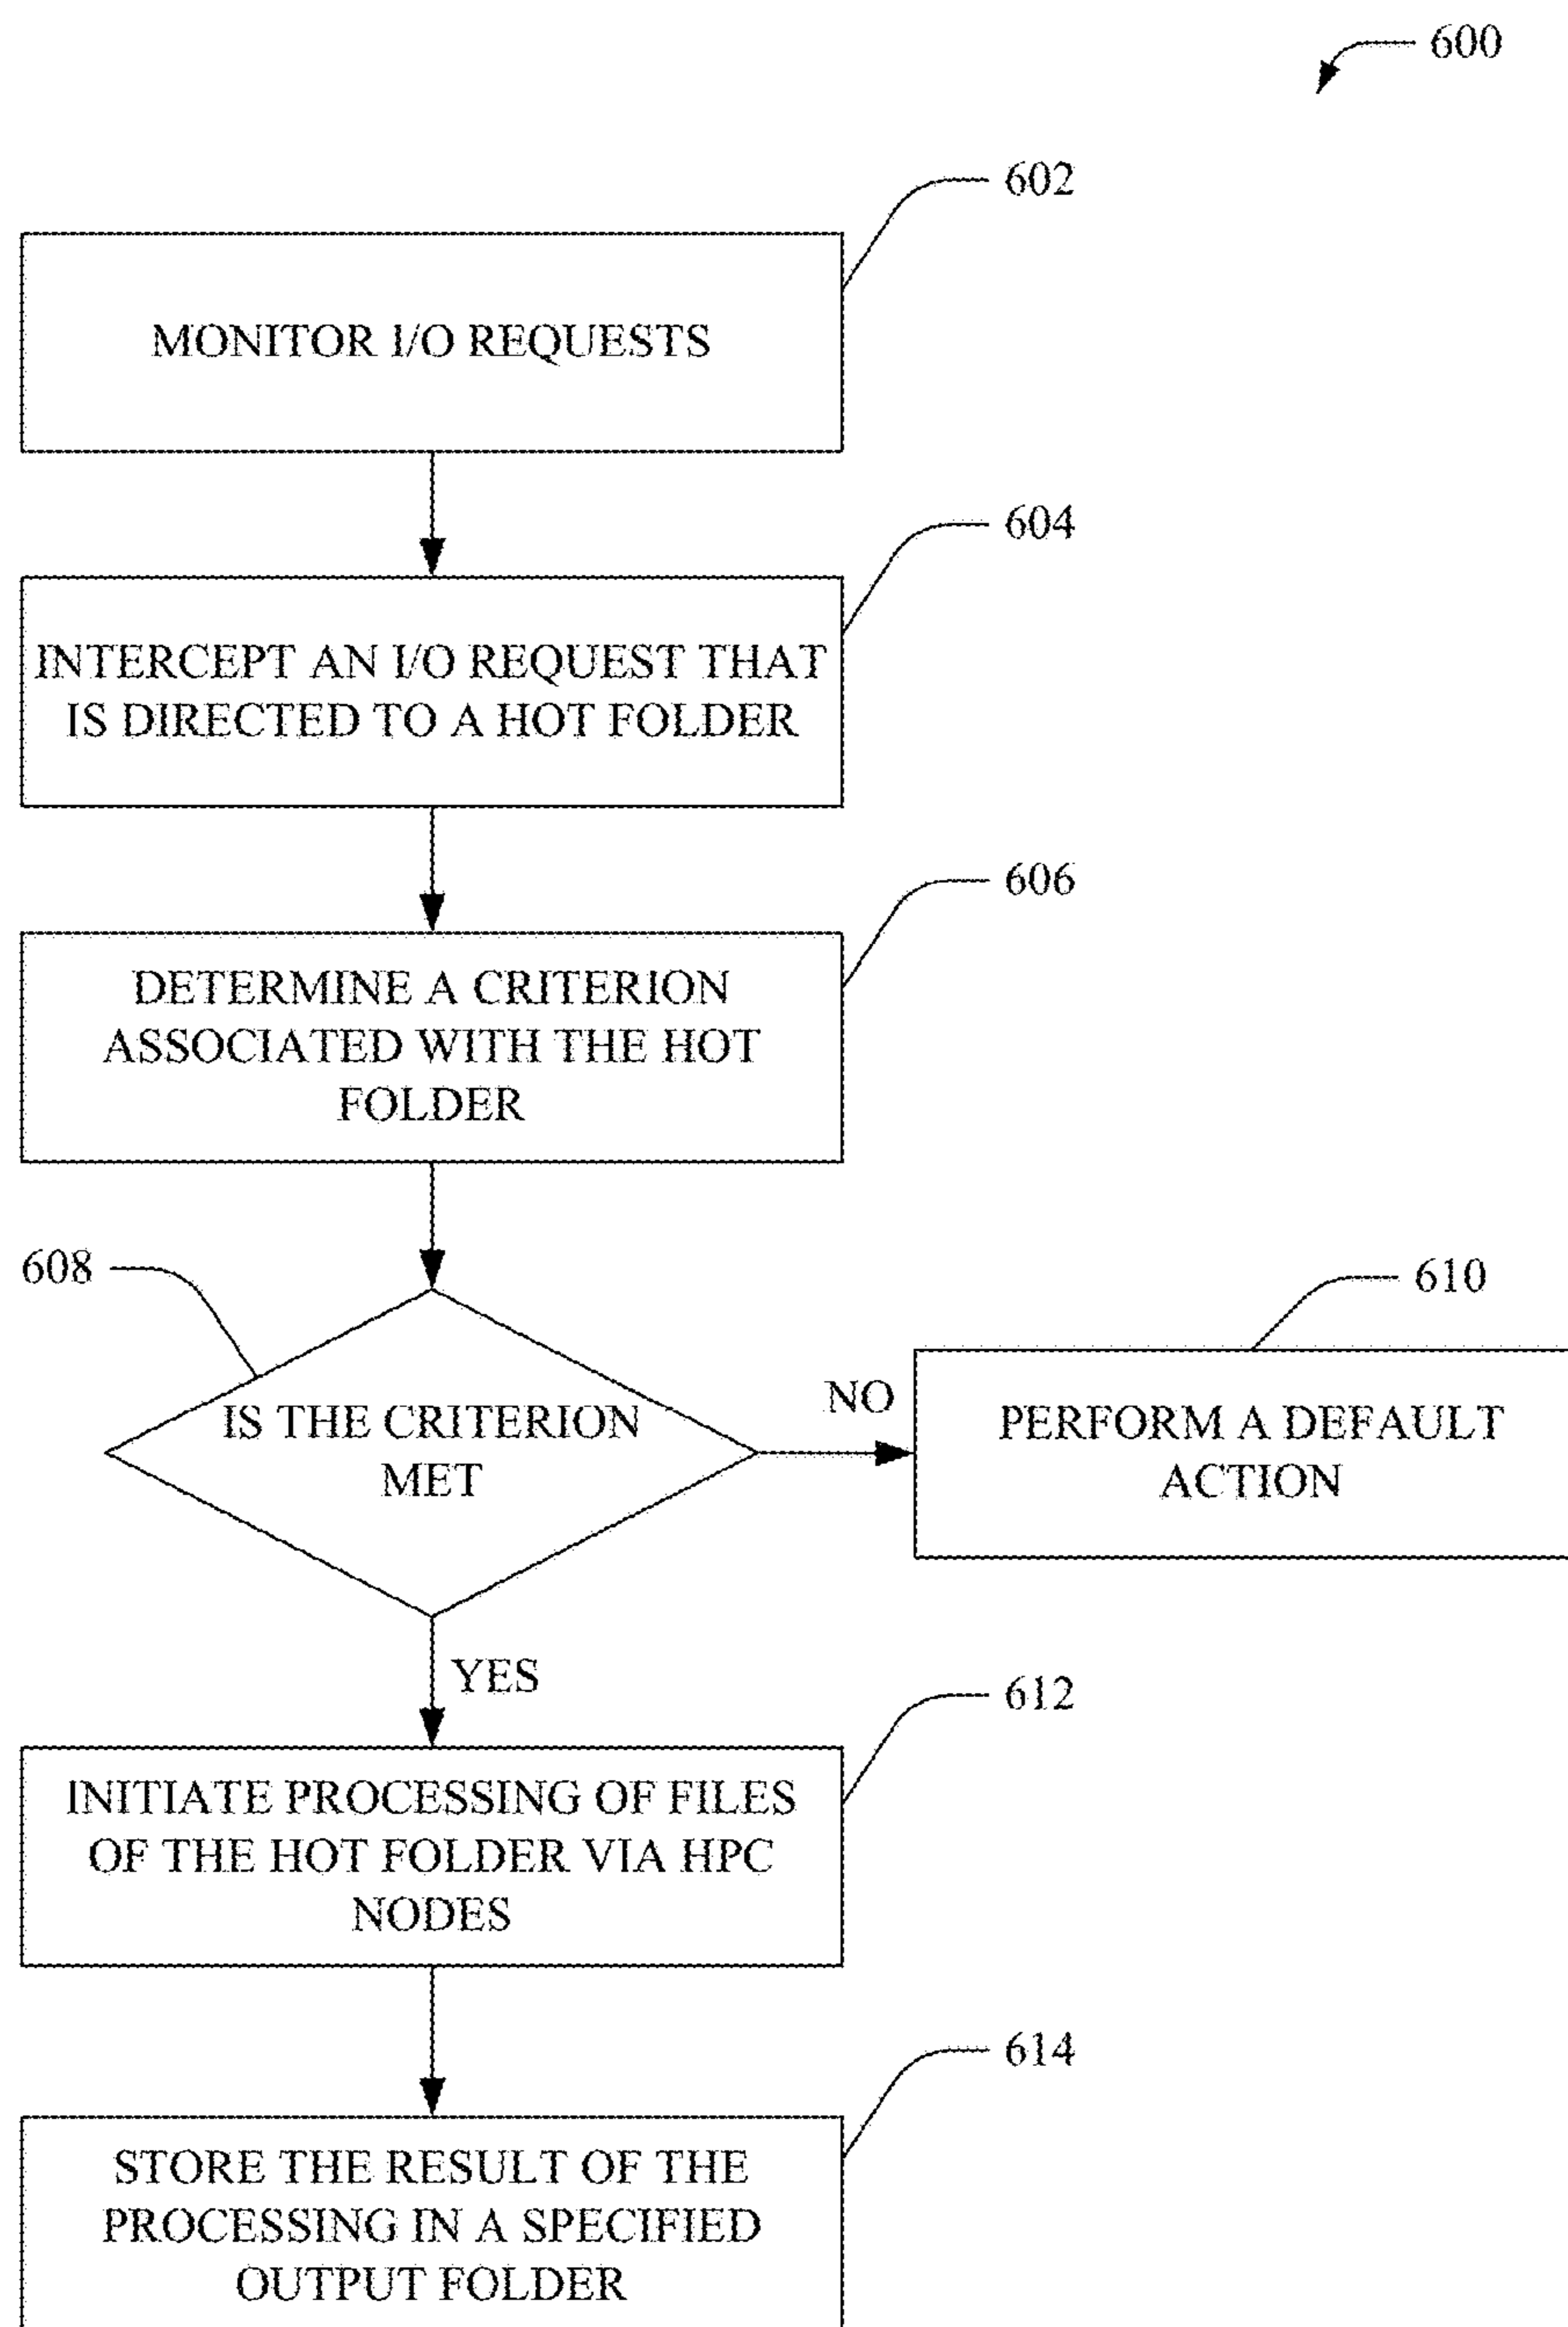 600
602
MONITOR I/O REQUESTS
604
INTERCEPT AN I/O REQUEST THAT
IS DIRECTED TO A HOT FOLDER
606
DETERMINE A CRITERION
ASSOCIATED WITH THE HOT
FOLDER
608
IS THE CRITERION
MET
NO
610
PERFORM A DEFAULT
ACTION
YES
612
INITIATE PROCESSING OF FILES
OF THE HOT FOLDER VIA HPC
NODES
614
STORE THE RESULT OF THE
PROCESSING IN A SPECIFIED
OUTPUT FOLDER